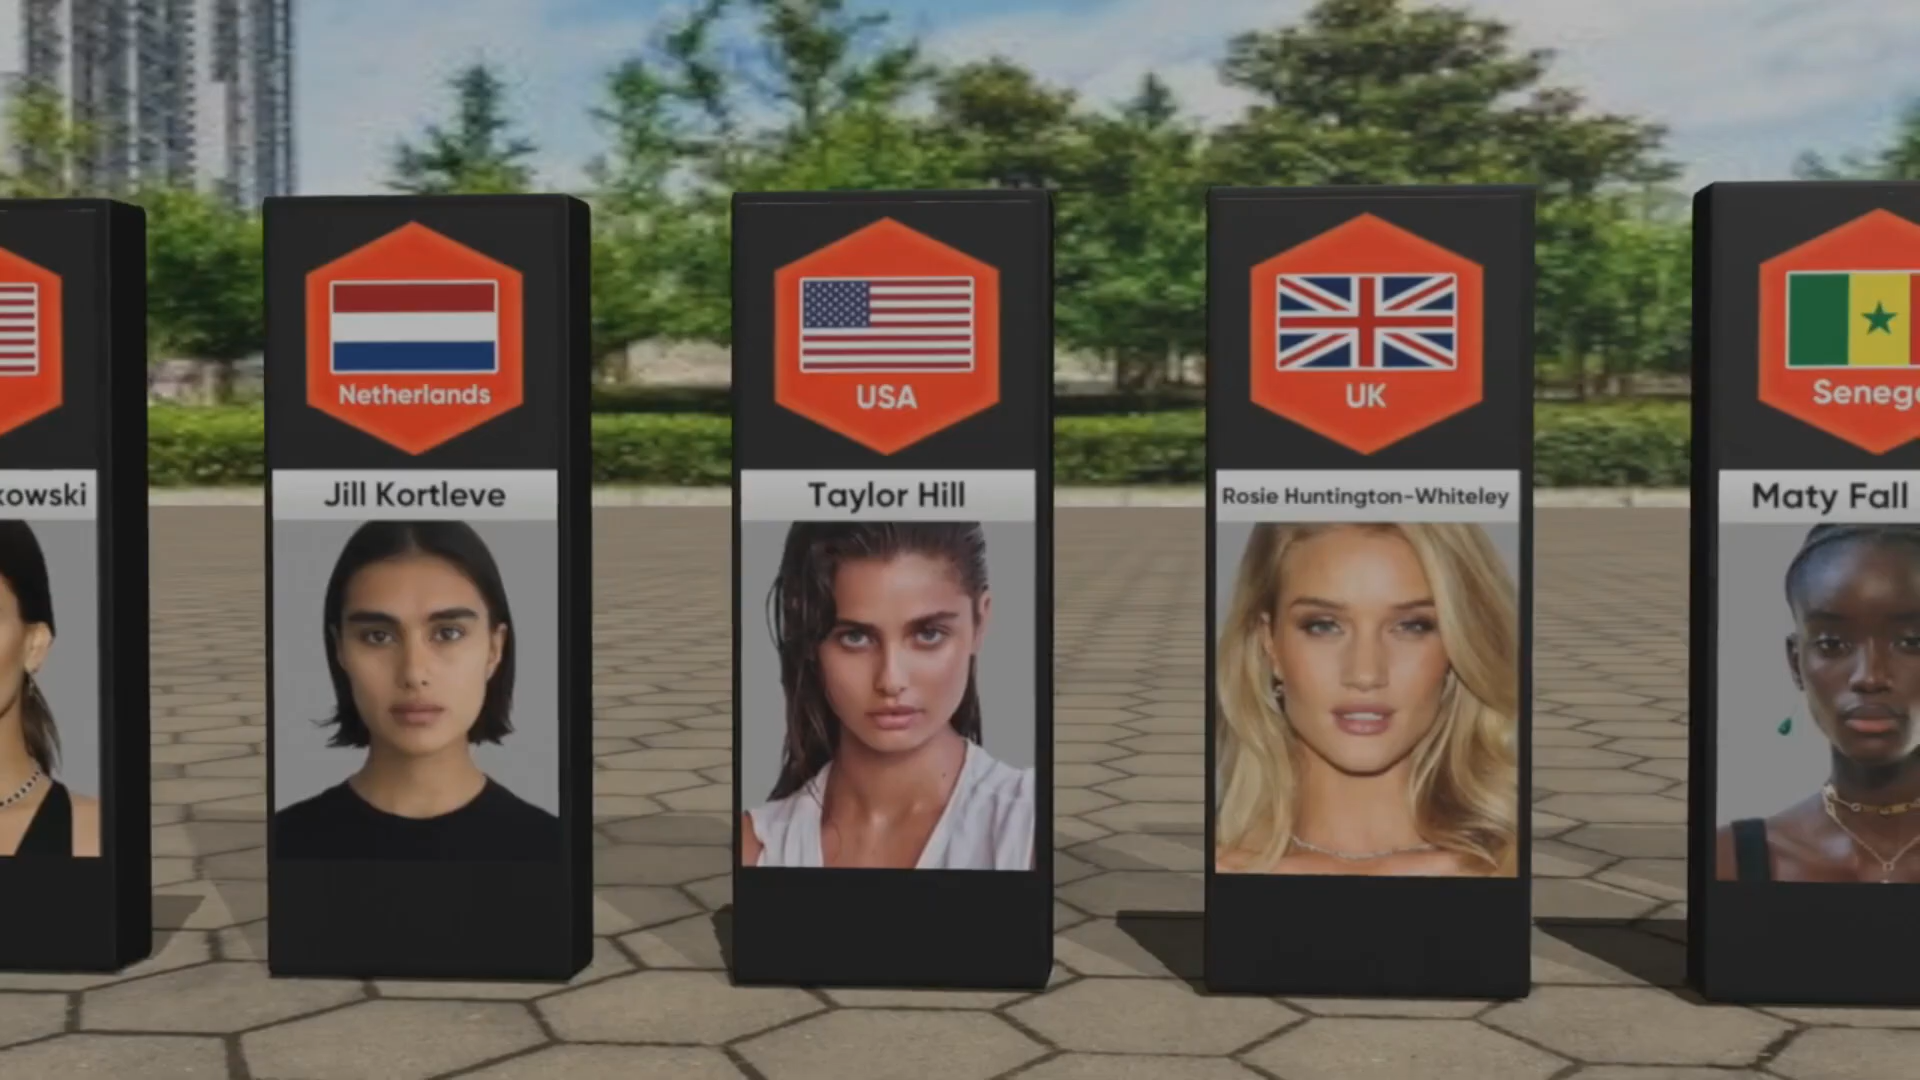 Netherlands
USA
UK
Seneg
kowski
Jill Kortleve
Taylor Hill
Rosie Huntington-Whiteley
Maty Fall